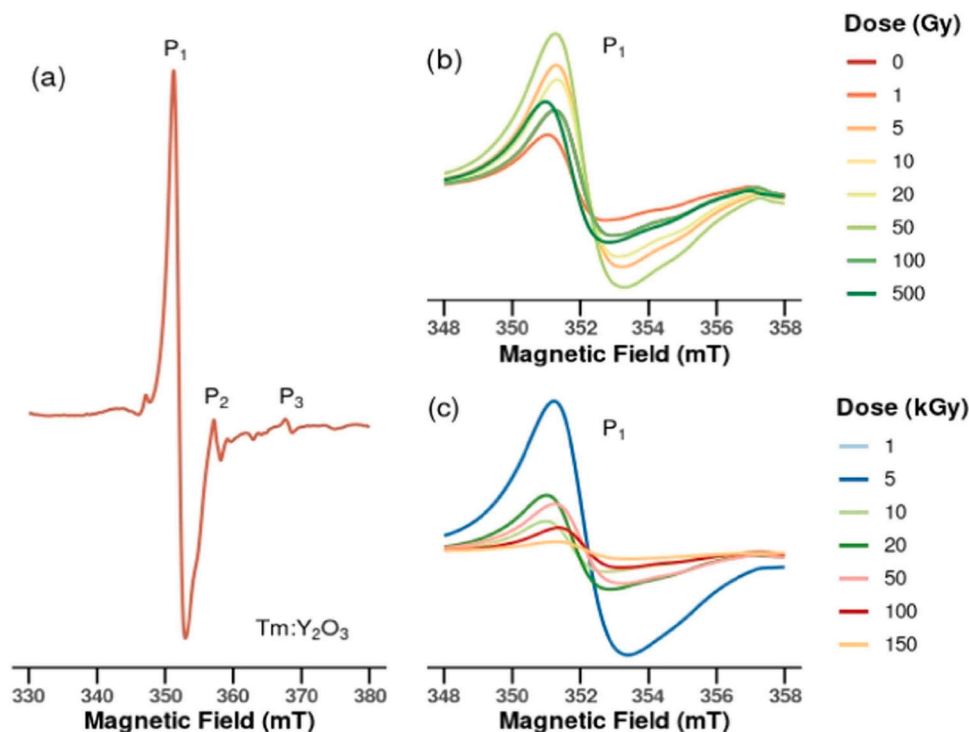 (a)
P1
P2
P3
Tm:Y2O3
330 340 350 360 370 380
Magnetic Field (mT)
(b)
P1
348 350 352 354 356 358
Magnetic Field (mT)
Dose (Gy)
0
1
5
10
20
50
100
500
(c)
P1
348 350 352 354 356 358
Magnetic Field (mT)
Dose (kGy)
1
5
10
20
50
100
150